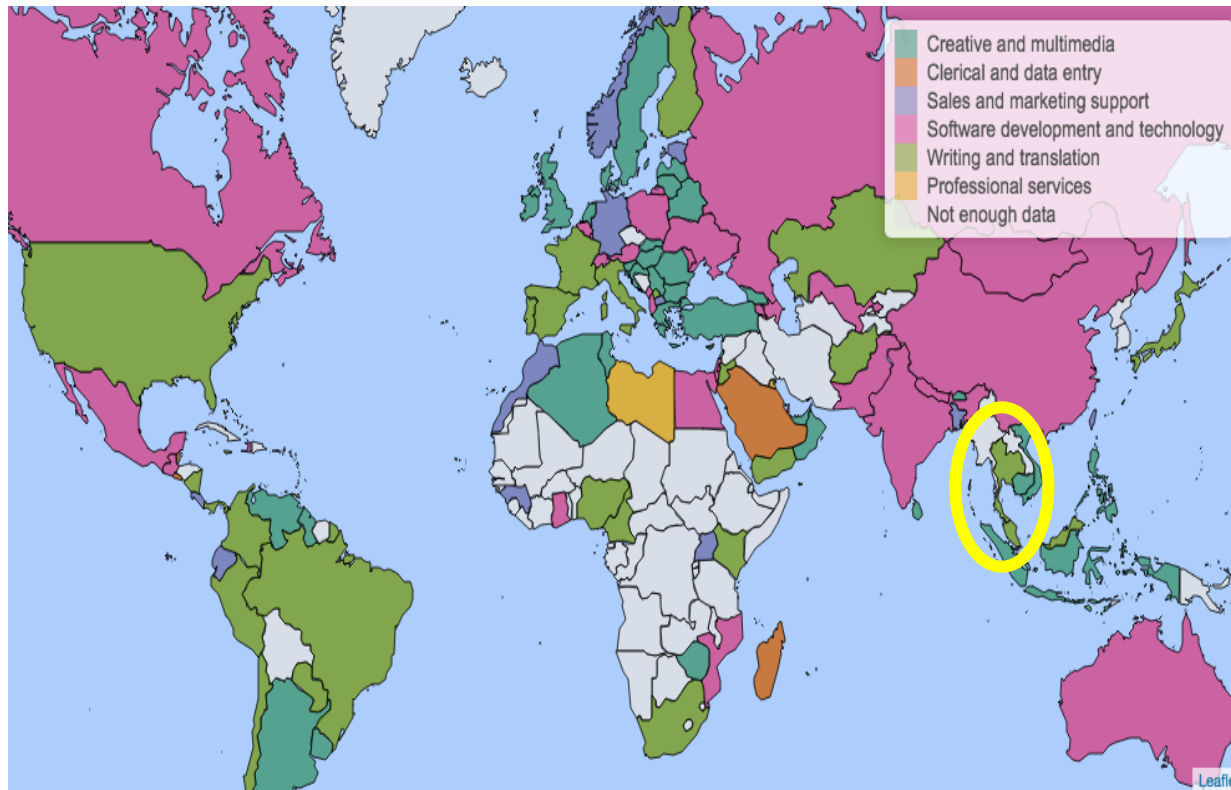 Creative and multimedia
Clerical and data entry
Sales and marketing support
Software development and technology
Writing and translation
Professional services
Not enough data
Leafle